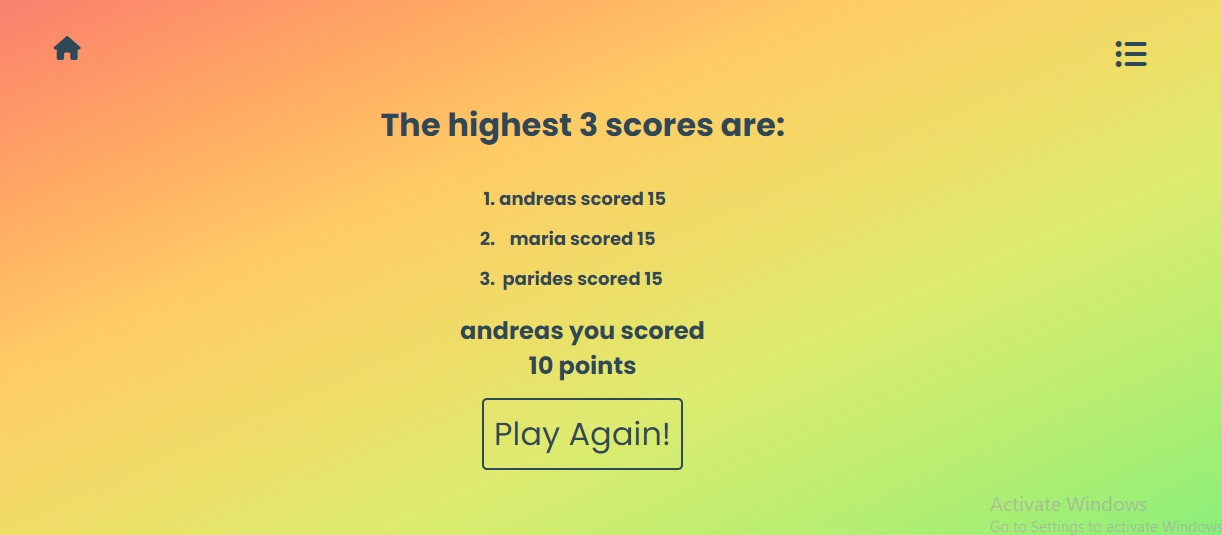 The highest 3 scores are:
1. andreas scored 15
2. maria scored 15
3. parides scored 15
andreas you scored
10 points
Play Again!
Activate Windows
Go to Settings to activate Windows